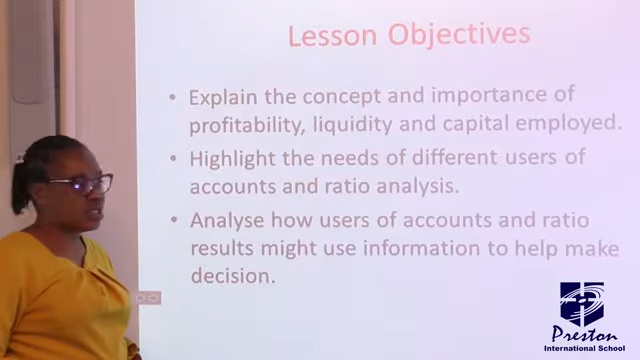 Lesson Objectives
• Explain the concept and importance of
profitability, liquidity and capital employed.
• Highlight the needs of different users of
accounts and ratio analysis.
• Analyse how users of accounts and ratio
results might use information to help make
decision.
Preston
International School